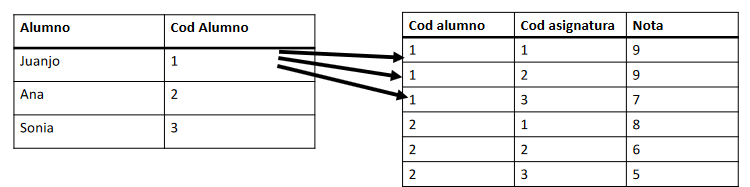 Alumno Cod Alumno
Juanjo 1
Ana 2
Sonia 3
Cod alumno Cod asignatura Nota
1 1 9
1 2 9
1 3 7
2 1 8
2 2 6
2 3 5